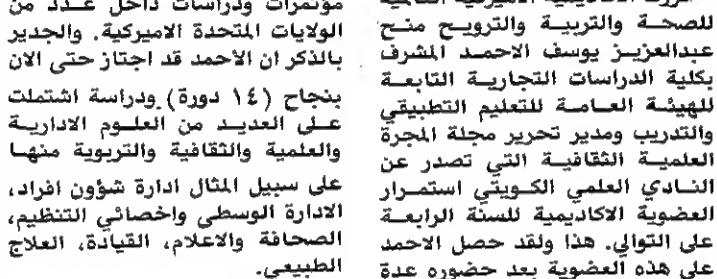 للصحة والتربية والترويح منح
عبدالعزيز يوسف الاحمد المشرف
بكلية الدراسات التجارية التابعة
للهيئة العامة للتعليم التطبيقي
والتدريب ومدير تحرير مجلة المجرة
العلمية الثقافية التي تصدر عن
النادي العلمي الكويتي استمرار
العضوية الاكاديمية للسنة الرابعة
على التوالي. هذا ولقد حصل الاحمد
على هذه العضوية بعد حضوره عدة
مؤتمرات ودراسات داخل عدد من
الولايات المتحدة الاميركية. والجدير
بالذكر ان الاحمد قد اجتاز حتى الان
بنجاح (١٤ دورة) ودراسة اشتملت
على العديد من العلوم الادارية
والعلمية والثقافية والتربوية منها
على سبيل المثال ادارة شؤون افراد،
الادارة الوسطى واخصائي التنظيم،
الصحافة والاعلام، القيادة، العلاج
الطبيعي.